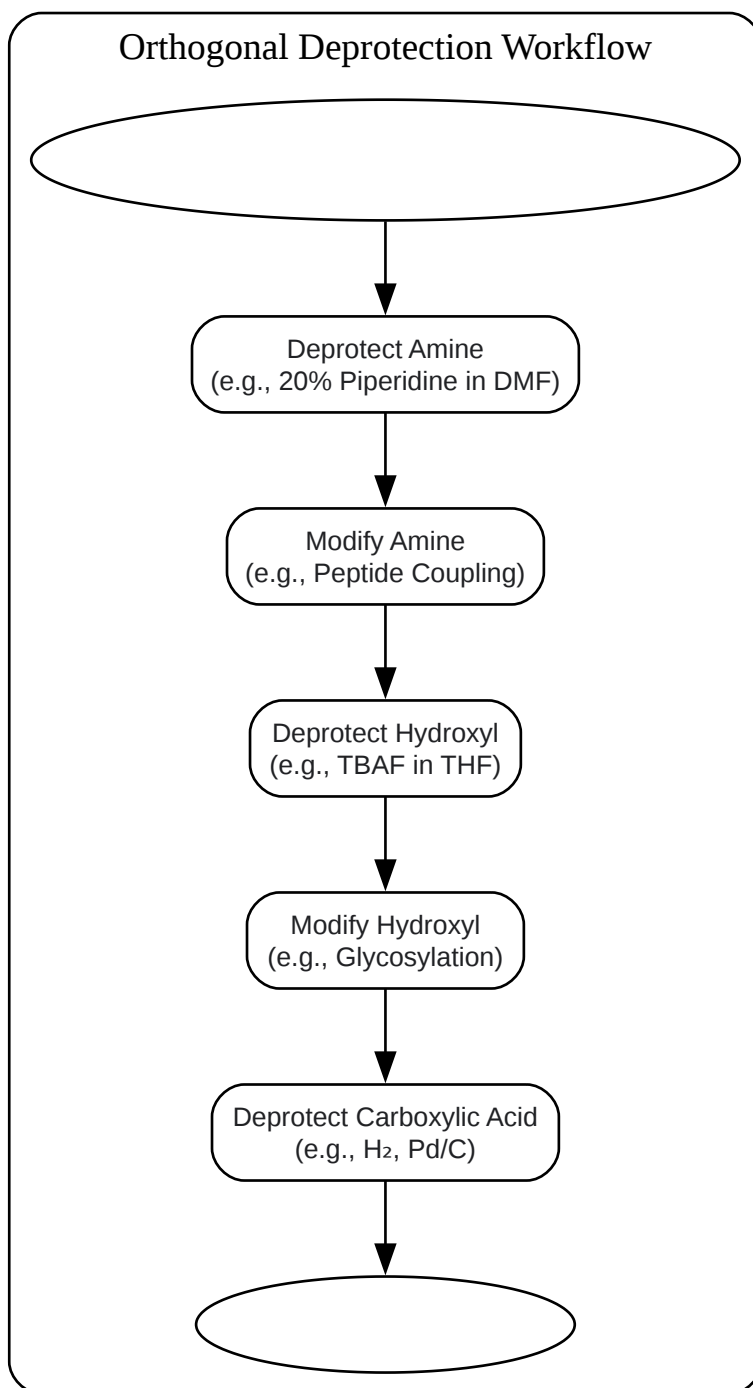 Orthogonal Deprotection Workflow
Deprotect Amine
(e.g., 20% Piperidine in DMF)
Modify Amine
(e.g., Peptide Coupling)
Deprotect Hydroxyl
(e.g., TBAF in THF)
Modify Hydroxyl
(e.g., Glycosylation)
Deprotect Carboxylic Acid
(e.g., H₂, Pd/C)